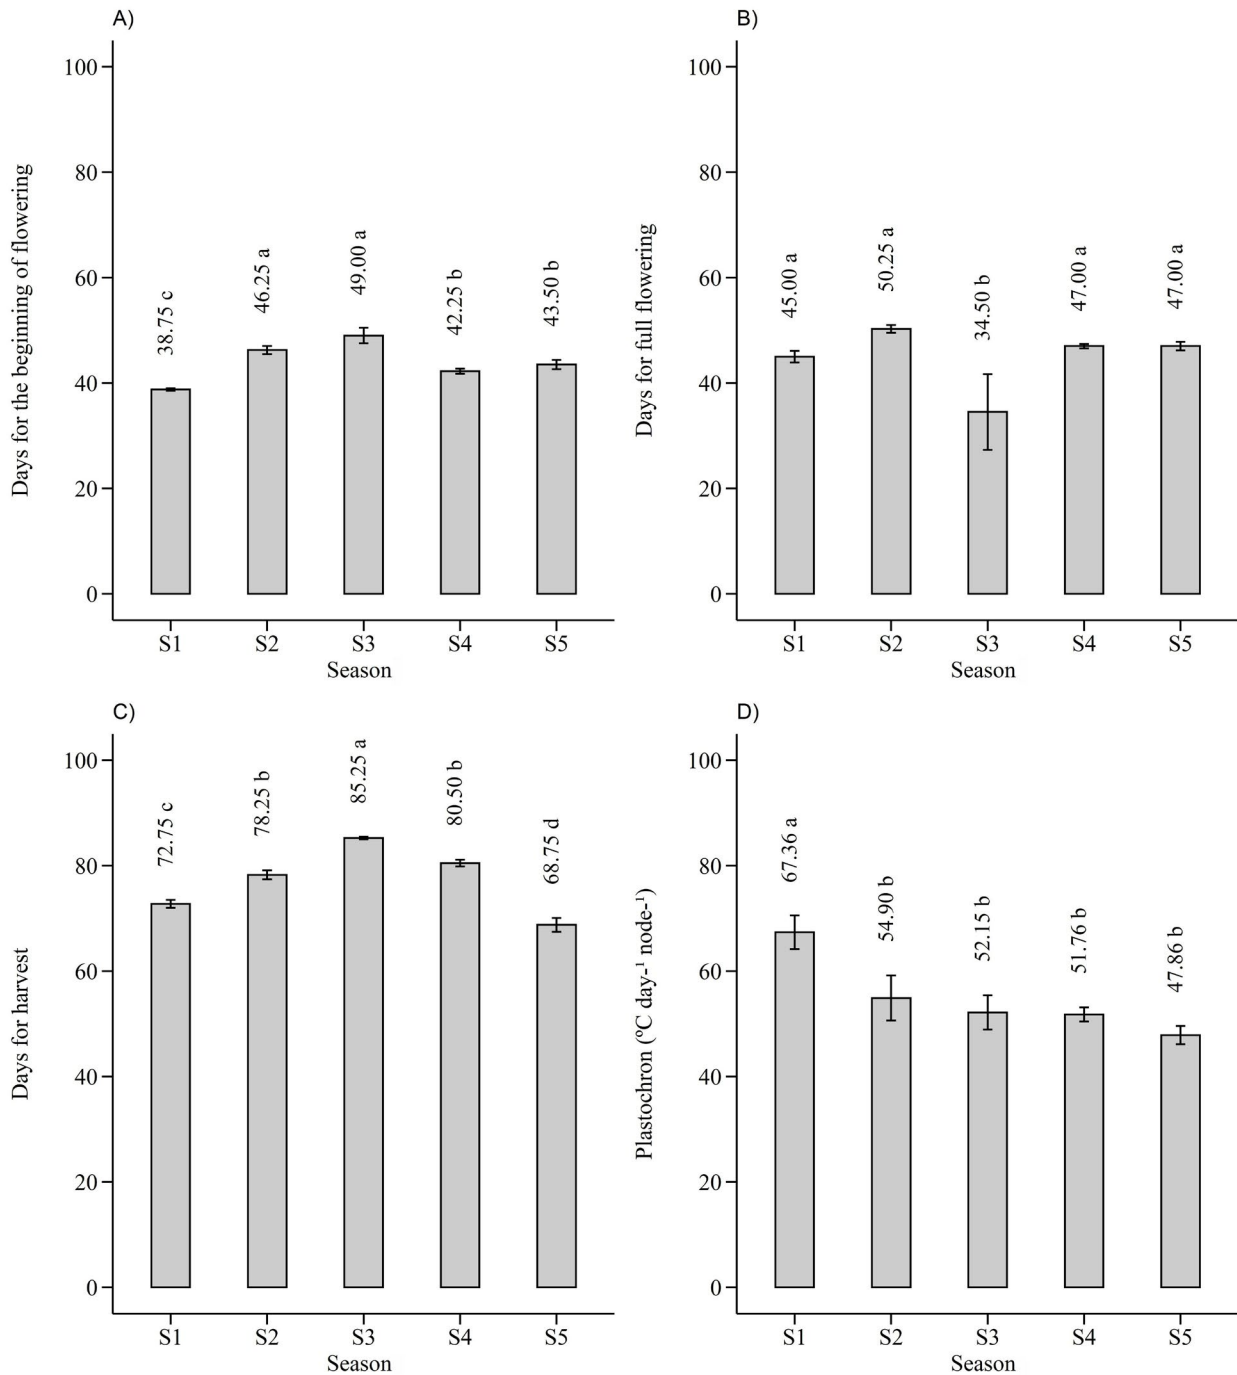 A)
Days for the beginning of flowering
100
80
60
40
20
0
38.75 c
46.25 a
49.00 a
42.25 b
43.50 b
S1 S2 S3 S4 S5
Season
B)
Days for full flowering
100
80
60
40
20
0
45.00 a
50.25 a
34.50 b
47.00 a
47.00 a
S1 S2 S3 S4 S5
Season
C)
Days for harvest
100
80
60
40
20
0
72.75 c
78.25 b
85.25 a
80.50 b
68.75 d
S1 S2 S3 S4 S5
Season
D)
Plastochron (ºC day-¹ node-¹)
100
80
60
40
20
0
67.36 a
54.90 b
52.15 b
51.76 b
47.86 b
S1 S2 S3 S4 S5
Season